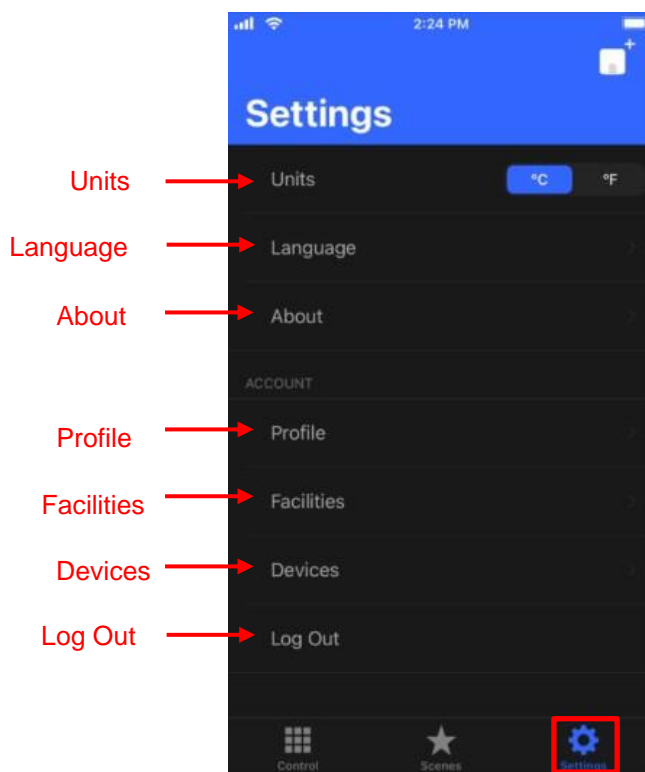 2:24 PM
+
Settings
Units Units °C °F
Language Language
About About
ACCOUNT
Profile Profile
Facilities Facilities
Devices Devices
Log Out Log Out
Control Scenes Settings